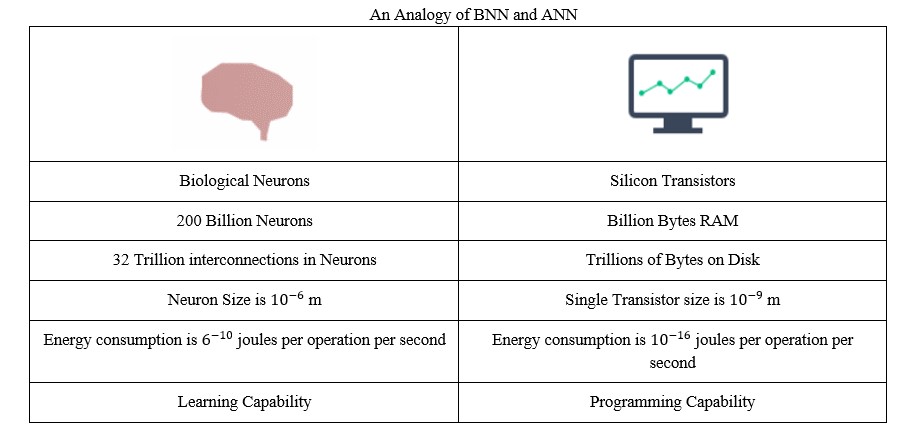 An Analogy of BNN and ANN
Biological Neurons
Silicon Transistors
200 Billion Neurons
Billion Bytes RAM
32 Trillion interconnections in Neurons
Trillions of Bytes on Disk
Neuron Size is 10⁻⁶ m
Single Transistor size is 10⁻⁹ m
Energy consumption is 6⁻¹⁰ joules per operation per second
Energy consumption is 10⁻¹⁶ joules per operation per
second
Learning Capability
Programming Capability